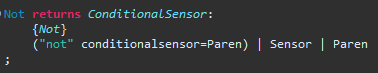 Not returns ConditionalSensor:
{Not}
("not" conditionalsensor=Paren) | Sensor | Paren
;